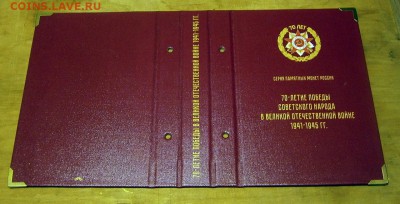 COINS.LAVE.RU
70 ЛЕТ
СЕРИЯ ПАМЯТНЫХ МОНЕТ РОССИИ
70-ЛЕТИЕ ПОБЕДЫ
СОВЕТСКОГО НАРОДА
В ВЕЛИКОЙ ОТЕЧЕСТВЕННОЙ ВОЙНЕ
1941-1945 ГГ.
70-ЛЕТИЕ ПОБЕДЫ В ВЕЛИКОЙ ОТЕЧЕСТВЕННОЙ ВОЙНЕ 1941-1945 ГГ.